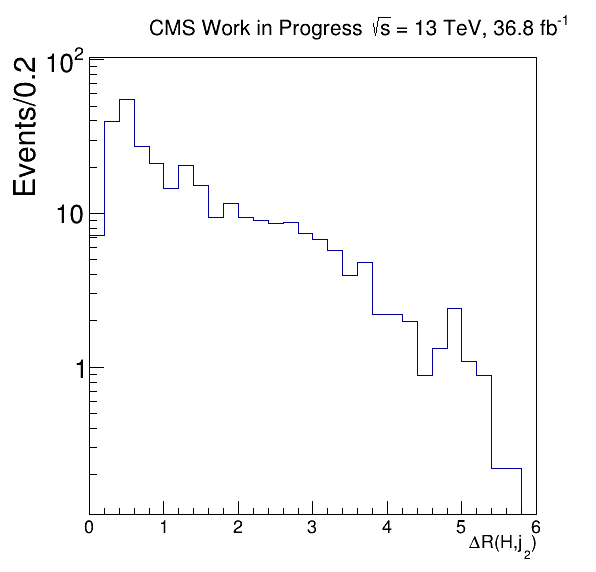 CMS Work in Progress √s = 13 TeV, 36.8 fb⁻¹
Events/0.2
10²
10
1
0 1 2 3 4 5 6
ΔR(H,j₂)